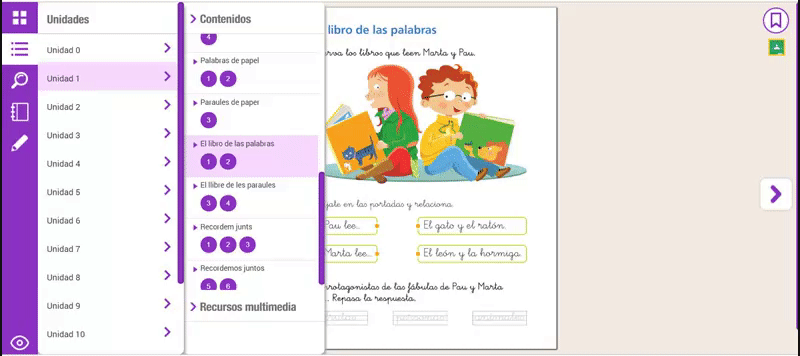 Unidades
Unidad 0
Unidad 1
Unidad 2
Unidad 3
Unidad 4
Unidad 5
Unidad 6
Unidad 7
Unidad 8
Unidad 9
Unidad 10
Contenidos
4
Palabras de papel
1 2
Paraules de paper
3
El libro de las palabras
1 2
El llibre de les paraules
3 4
Recordem junts
1 2 3
Recordemos juntos
5 6
Recursos multimedia
libro de las palabras
rva los libros que leen Marta y Pau.
jate en las portadas y relaciona.
Pau lee... El gato y el ratón.
Marta lee... El león y la hormiga.
rotagonistas de las fábulas de Pau y Marta
... Repasa la respuesta.
personas animales